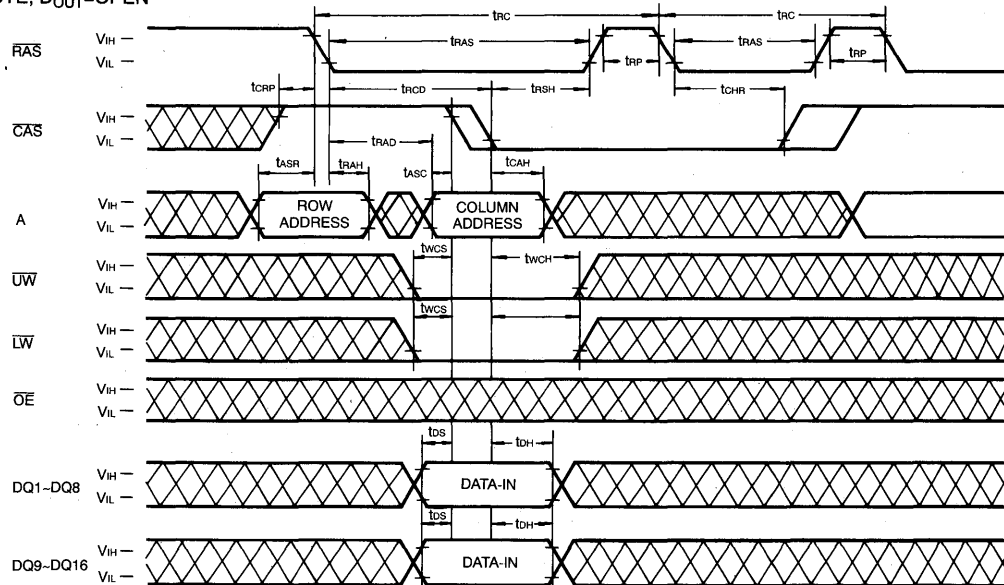 DOUT=OPEN
tRC tRC
RAS VIH VIL tRAS tRP tRAS tRP
tCRP tRCD tRSH tCHR
CAS VIH VIL tRAD
tASR tRAH tASC tCAH
A VIH VIL ROW ADDRESS COLUMN ADDRESS
UW VIH VIL tWCS tWCH
LW VIH VIL tWCS
OE VIH VIL
tDS tDH
DQ1~DQ8 VIH VIL DATA-IN
tDS tDH
DQ9~DQ16 VIH VIL DATA-IN